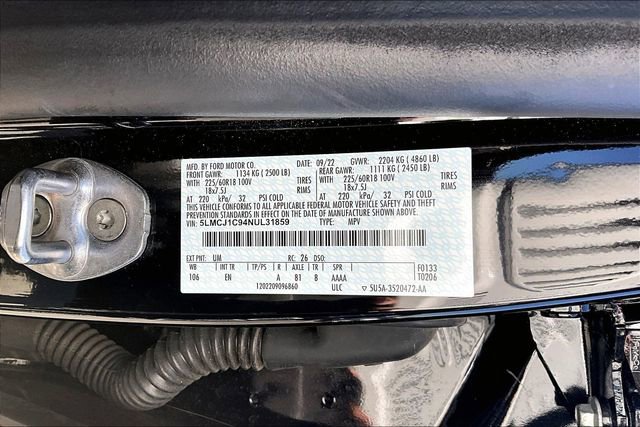 MFD. BY FORD MOTOR CO. DATE: 09/22 GVWR: 2204 KG ( 4860 LB)
FRONT GAWR: 1134 KG ( 2500 LB) REAR GAWR: 1111 KG ( 2450 LB)
WITH 225/60R18 100V TIRES WITH 225/60R18 100V TIRES
18x7.5J RIMS 18x7.5J RIMS
AT 220 kPa/ 32 PSI COLD AT 220 kPa/ 32 PSI COLD
THIS VEHICLE CONFORMS TO ALL APPLICABLE FEDERAL MOTOR VEHICLE
SAFETY, BUMPER, AND THEFT PREVENTION STANDARDS IN EFFECT ON THE
DATE OF MANUFACTURE SHOWN ABOVE.
VIN: 5LMCJ1C94NUL31859 TYPE: MPV
EXT PNT: UM RC: 26 DSO:
WB INT TR TP/PS R AX TR SPR F0133
106 EN A 81 8 AAAA T0206
1202209096860 ULC SU5A-3520472-AA